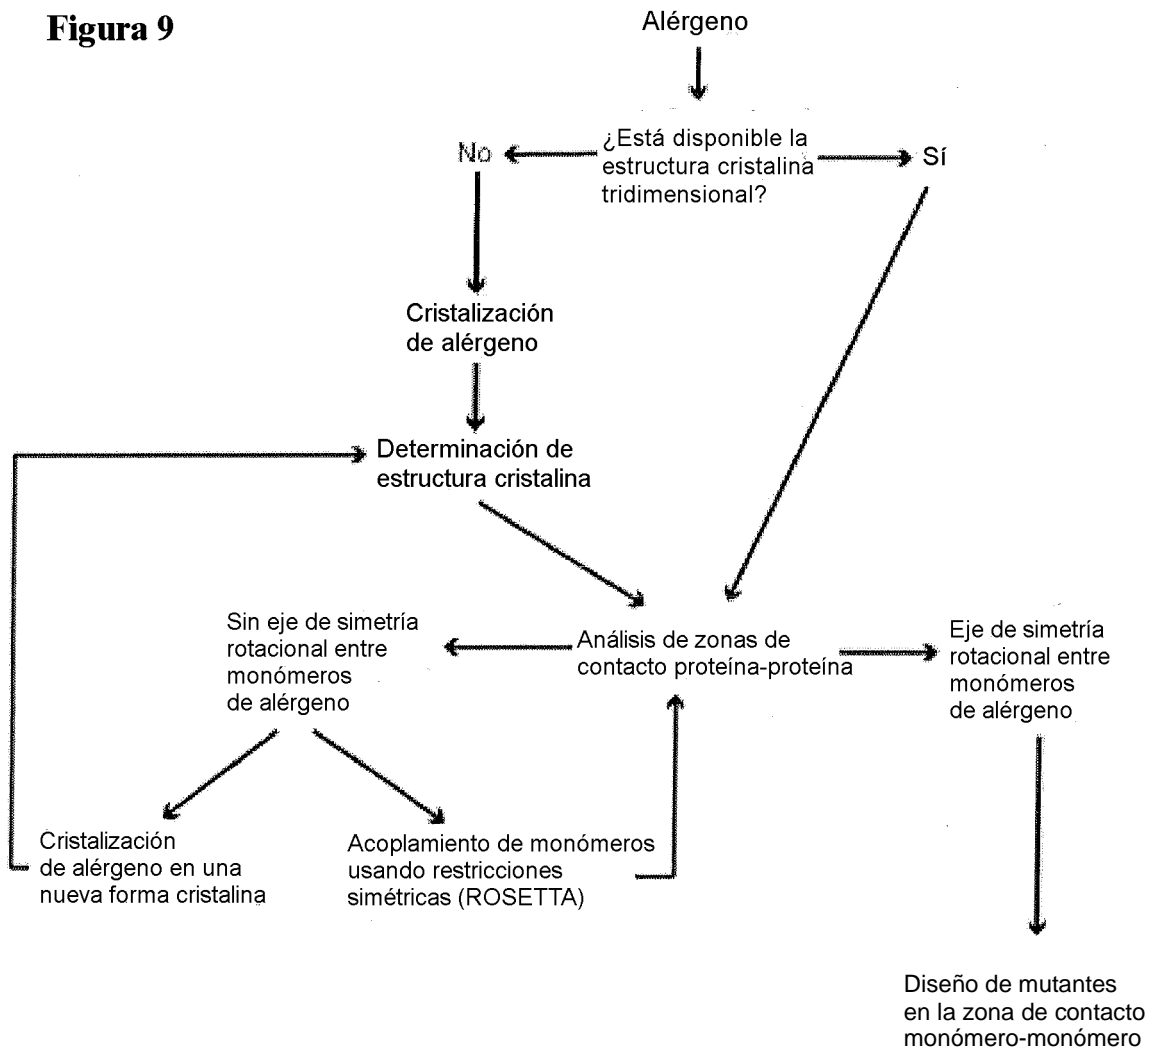 Figura 9
Alérgeno
¿Está disponible la
estructura cristalina
tridimensional?
No
Sí
Cristalización
de alérgeno
Determinación de
estructura cristalina
Sin eje de simetría
rotacional entre
monómeros
de alérgeno
Análisis de zonas de
contacto proteína-proteína
Eje de simetría
rotacional entre
monómeros
de alérgeno
Cristalización
de alérgeno en una
nueva forma cristalina
Acoplamiento de monómeros
usando restricciones
simétricas (ROSETTA)
Diseño de mutantes
en la zona de contacto
monómero-monómero